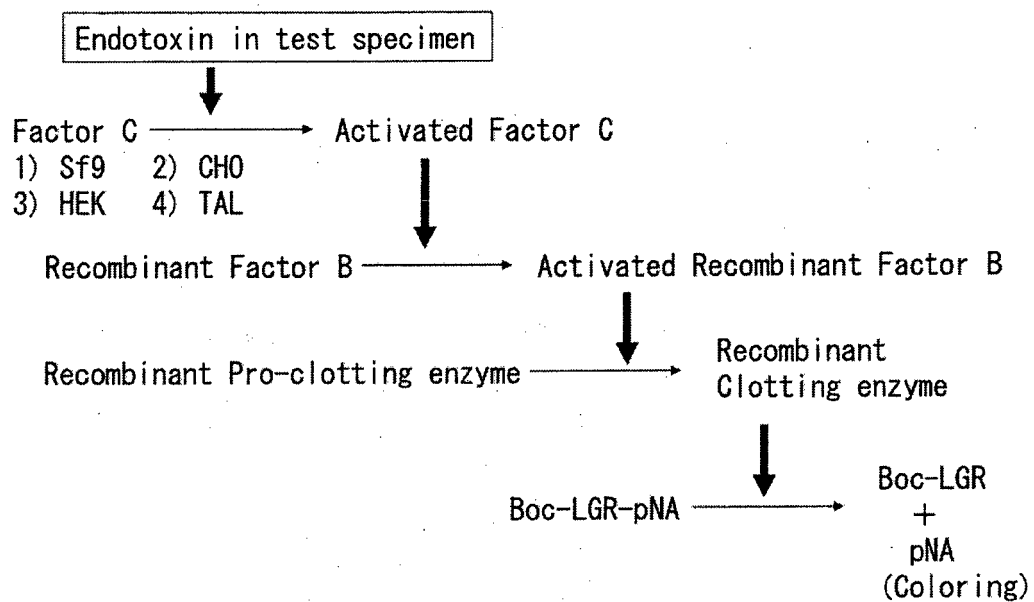 Endotoxin in test specimen
Factor C
Activated Factor C
1) Sf9 2) CHO
3) HEK 4) TAL
Recombinant Factor B
Activated Recombinant Factor B
Recombinant Pro-clotting enzyme
Recombinant
Clotting enzyme
Boc-LGR-pNA
Boc-LGR
+
pNA
(Coloring)